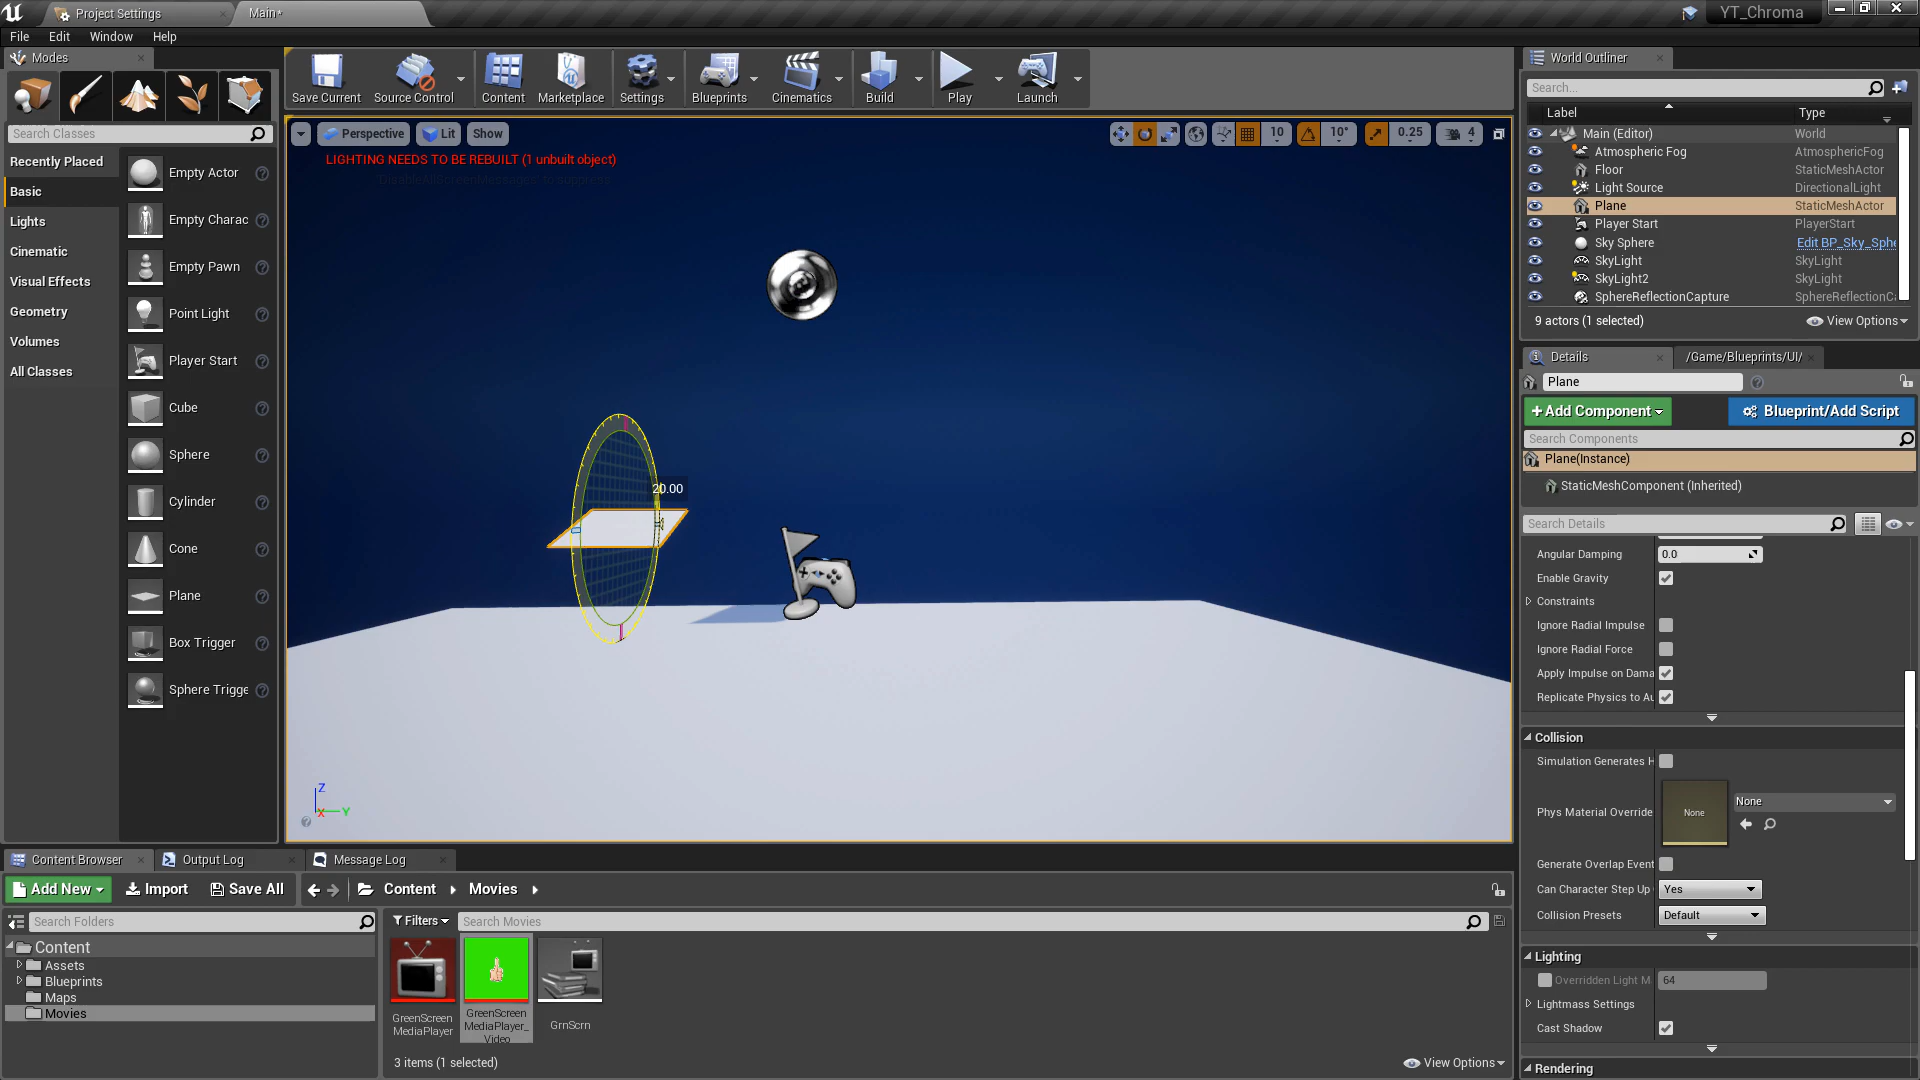 Project Settings
Main*
YT_Chroma
File
Edit
Window
Help
Modes
Search Classes
Recently Placed
Basic
Lights
Cinematic
Visual Effects
Geometry
Volumes
All Classes
Empty Actor
Empty Charac
Empty Pawn
Point Light
Player Start
Cube
Sphere
Cylinder
Cone
Plane
Box Trigger
Sphere Trigge
Save Current
Source Control
Content
Marketplace
Settings
Blueprints
Cinematics
Build
Play
Launch
Perspective
Lit
Show
10
10°
0.25
4
LIGHTING NEEDS TO BE REBUILT (1 unbuilt object)
'DisableAllScreenMessages' to suppress
20.00
Z
X
Y
World Outliner
Search...
Label
Type
Main (Editor)
World
Atmospheric Fog
AtmosphericFog
Floor
StaticMeshActor
Light Source
DirectionalLight
Plane
StaticMeshActor
Player Start
PlayerStart
Sky Sphere
Edit BP_Sky_Sphe
SkyLight
SkyLight
SkyLight2
SkyLight
SphereReflectionCapture
SphereReflectionCa
9 actors (1 selected)
View Options
Details
/Game/Blueprints/UI/
Plane
+Add Component
Blueprint/Add Script
Search Components
Plane(Instance)
StaticMeshComponent (Inherited)
Search Details
Angular Damping
0.0
Enable Gravity
Constraints
Ignore Radial Impulse
Ignore Radial Force
Apply Impulse on Dama
Replicate Physics to Au
Collision
Simulation Generates H
Phys Material Override
None
None
Generate Overlap Event
Can Character Step Up
Yes
Collision Presets
Default
Lighting
Overridden Light M
64
Lightmass Settings
Cast Shadow
Rendering
Content Browser
Output Log
Message Log
Add New
Import
Save All
Content
Movies
Search Folders
Filters
Search Movies
Content
Assets
Blueprints
Maps
Movies
GreenScreen
MediaPlayer
GreenScreen
MediaPlayer_
Video
GrnScrn
3 items (1 selected)
View Options